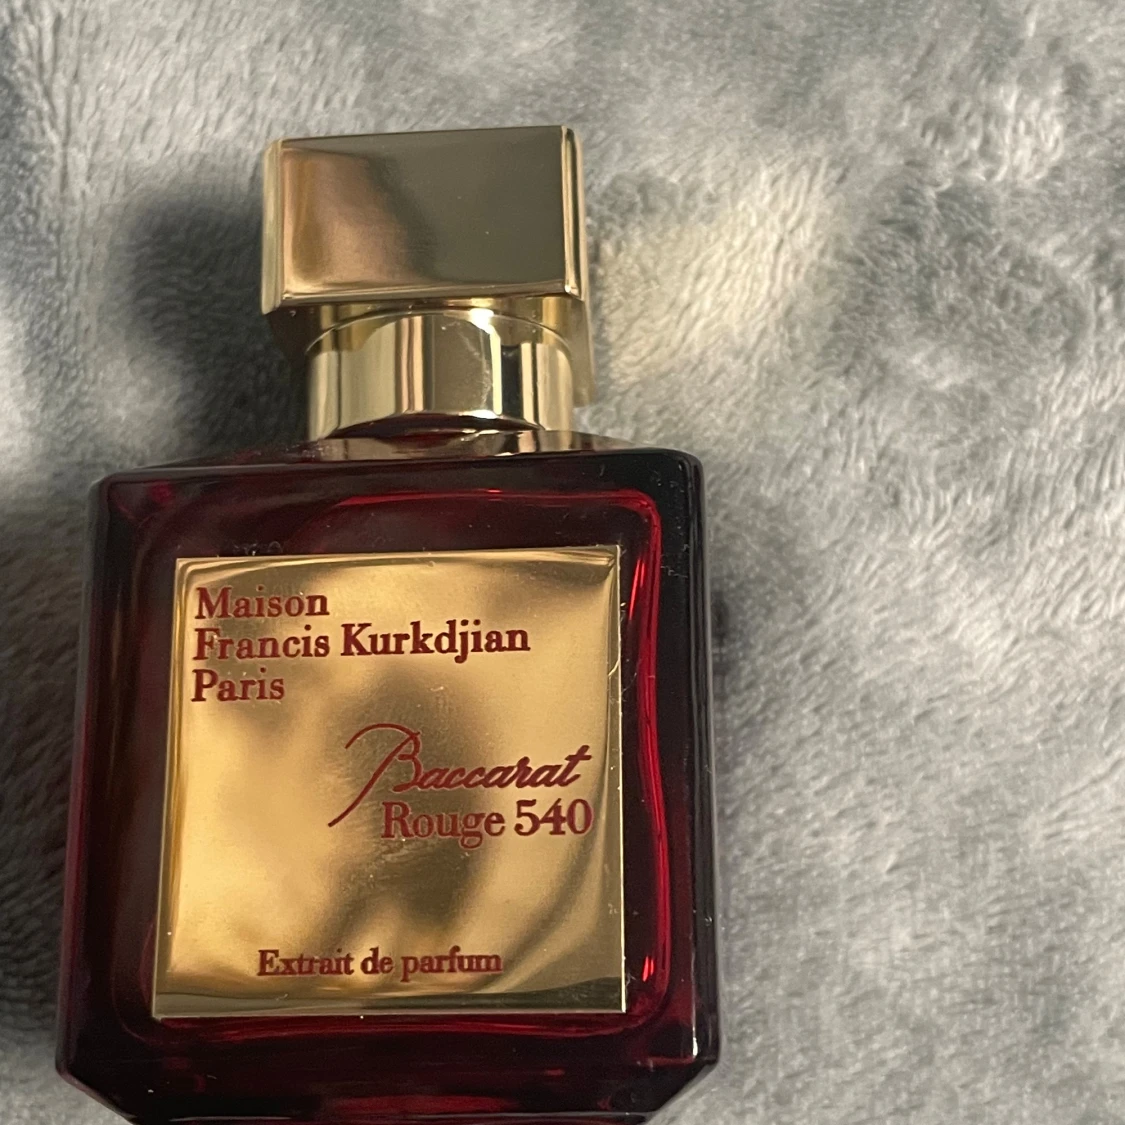 Maison
Francis Kurkdjian
Paris
Baccarat
Rouge 540
Extrait de parfum